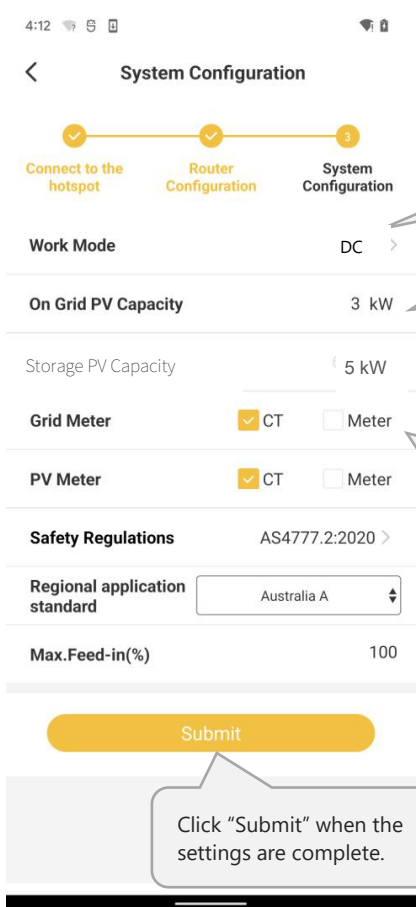 4:12
System Configuration
3
Connect to the
hotspot
Router
Configuration
System
Configuration
Work Mode DC
On Grid PV Capacity 3 kW
Storage PV Capacity 5 kW
Grid Meter CT Meter
PV Meter CT Meter
Safety Regulations AS4777.2:2020
Regional application
standard
Australia A
Max.Feed-in(%) 100
Submit
Click “Submit” when the
settings are complete.